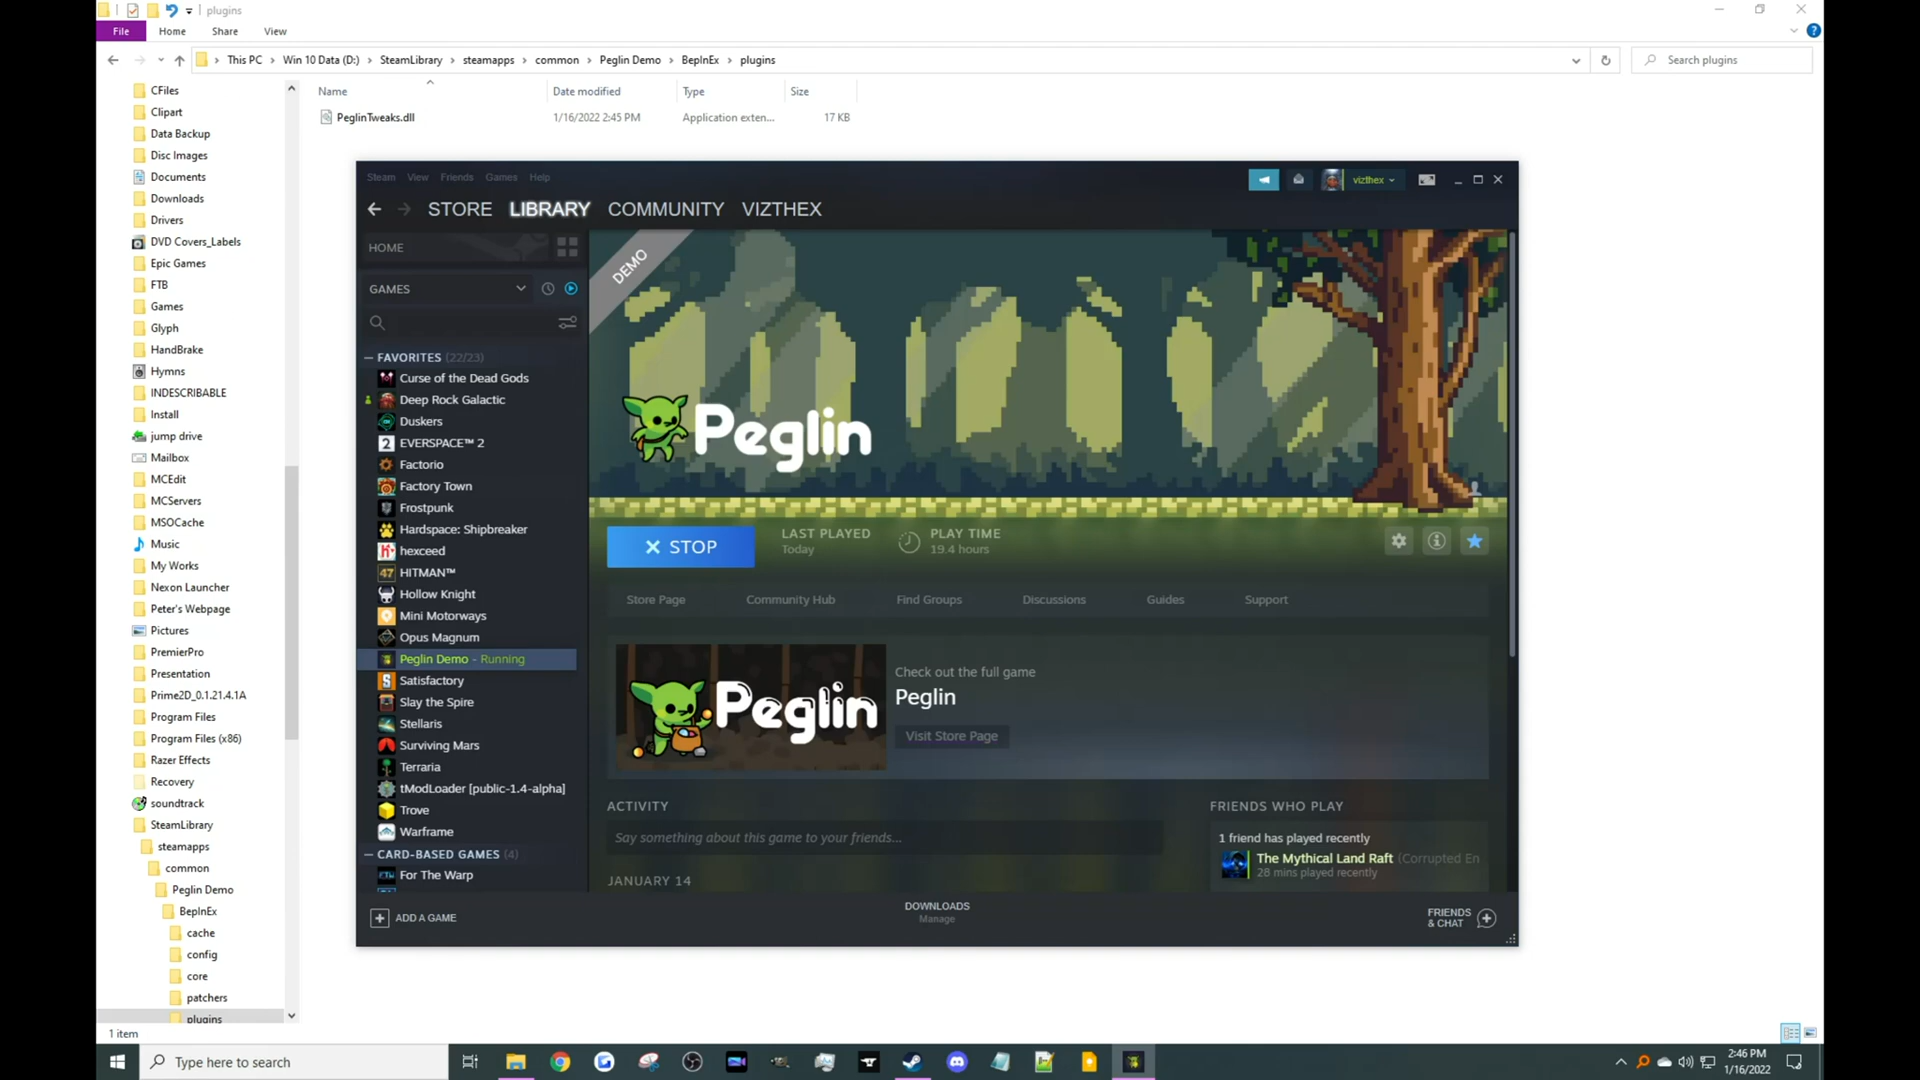 plugins
File Home Share View
This PC > Win 10 Data (D:) > SteamLibrary > steamapps > common > Peglin Demo > BepInEx > plugins
Search plugins
Name Date modified Type Size
PeglinTweaks.dll 1/16/2022 2:45 PM Application exten... 17 KB
CFiles
Clipart
Data Backup
Disc Images
Documents
Downloads
Drivers
DVD Covers_Labels
Epic Games
FTB
Games
Glyph
HandBrake
Hymns
INDESCRIBABLE
Install
jump drive
Mailbox
MCEdit
MCServers
MSOCache
Music
My Works
Nexon Launcher
Peter's Webpage
Pictures
PremierPro
Presentation
Prime2D_0.1.21.4.1A
Program Files
Program Files (x86)
Razer Effects
Recovery
soundtrack
SteamLibrary
steamapps
common
Peglin Demo
BepInEx
cache
config
core
patchers
plugins
1 item
Steam View Friends Games Help
vizthex
STORE LIBRARY COMMUNITY VIZTHEX
HOME
GAMES
FAVORITES (22/23)
Curse of the Dead Gods
Deep Rock Galactic
Duskers
EVERSPACE™ 2
Factorio
Factory Town
Frostpunk
Hardspace: Shipbreaker
hexceed
HITMAN™
Hollow Knight
Mini Motorways
Opus Magnum
Peglin Demo - Running
Satisfactory
Slay the Spire
Stellaris
Surviving Mars
Terraria
tModLoader [public-1.4-alpha]
Trove
Warframe
CARD-BASED GAMES (4)
For The Warp
ADD A GAME
DEMO
Peglin
STOP
LAST PLAYED
Today
PLAY TIME
19.4 hours
Store Page Community Hub Find Groups Discussions Guides Support
Peglin
Check out the full game
Peglin
Visit Store Page
ACTIVITY
Say something about this game to your friends...
JANUARY 14
FRIENDS WHO PLAY
1 friend has played recently
The Mythical Land Raft (Corrupted En
28 mins played recently
DOWNLOADS
Manage
FRIENDS
& CHAT
Type here to search
2:46 PM
1/16/2022